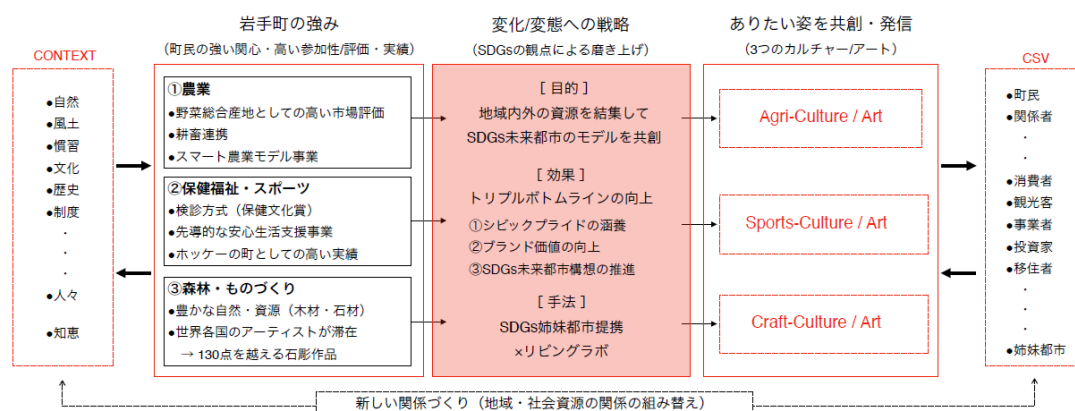 岩手町の強み
(町民の強い関心・高い参加性/評価・実績)
変化/変態への戦略
(SDGsの観点による磨き上げ)
ありたい姿を共創・発信
(3つのカルチャー/アート)
CONTEXT
●自然
●風土
●慣習
●文化
●歴史
●制度
・
・
・
●人々
●知恵
①農業
●野菜総合産地としての高い市場評価
●耕畜連携
●スマート農業モデル事業
②保健福祉・スポーツ
●検診方式（保健文化賞）
●先導的な安心生活支援事業
●ホッケーの町としての高い実績
③森林・ものづくり
●豊かな自然・資源（木材・石材）
●世界各国のアーティストが滞在
→ 130点を越える石彫作品
[ 目的 ]
地域内外の資源を結集して
SDGs未来都市のモデルを共創
[ 効果 ]
トリプルボトムラインの向上
①シビックプライドの涵養
②ブランド価値の向上
③SDGs未来都市構想の推進
[ 手法 ]
SDGs姉妹都市提携
×リビングラボ
Agri-Culture / Art
Sports-Culture / Art
Craft-Culture / Art
CSV
●町民
●関係者
・
・
●消費者
●観光客
●事業者
●投資家
●移住者
・
・
・
●姉妹都市
新しい関係づくり（地域・社会資源の関係の組み替え）